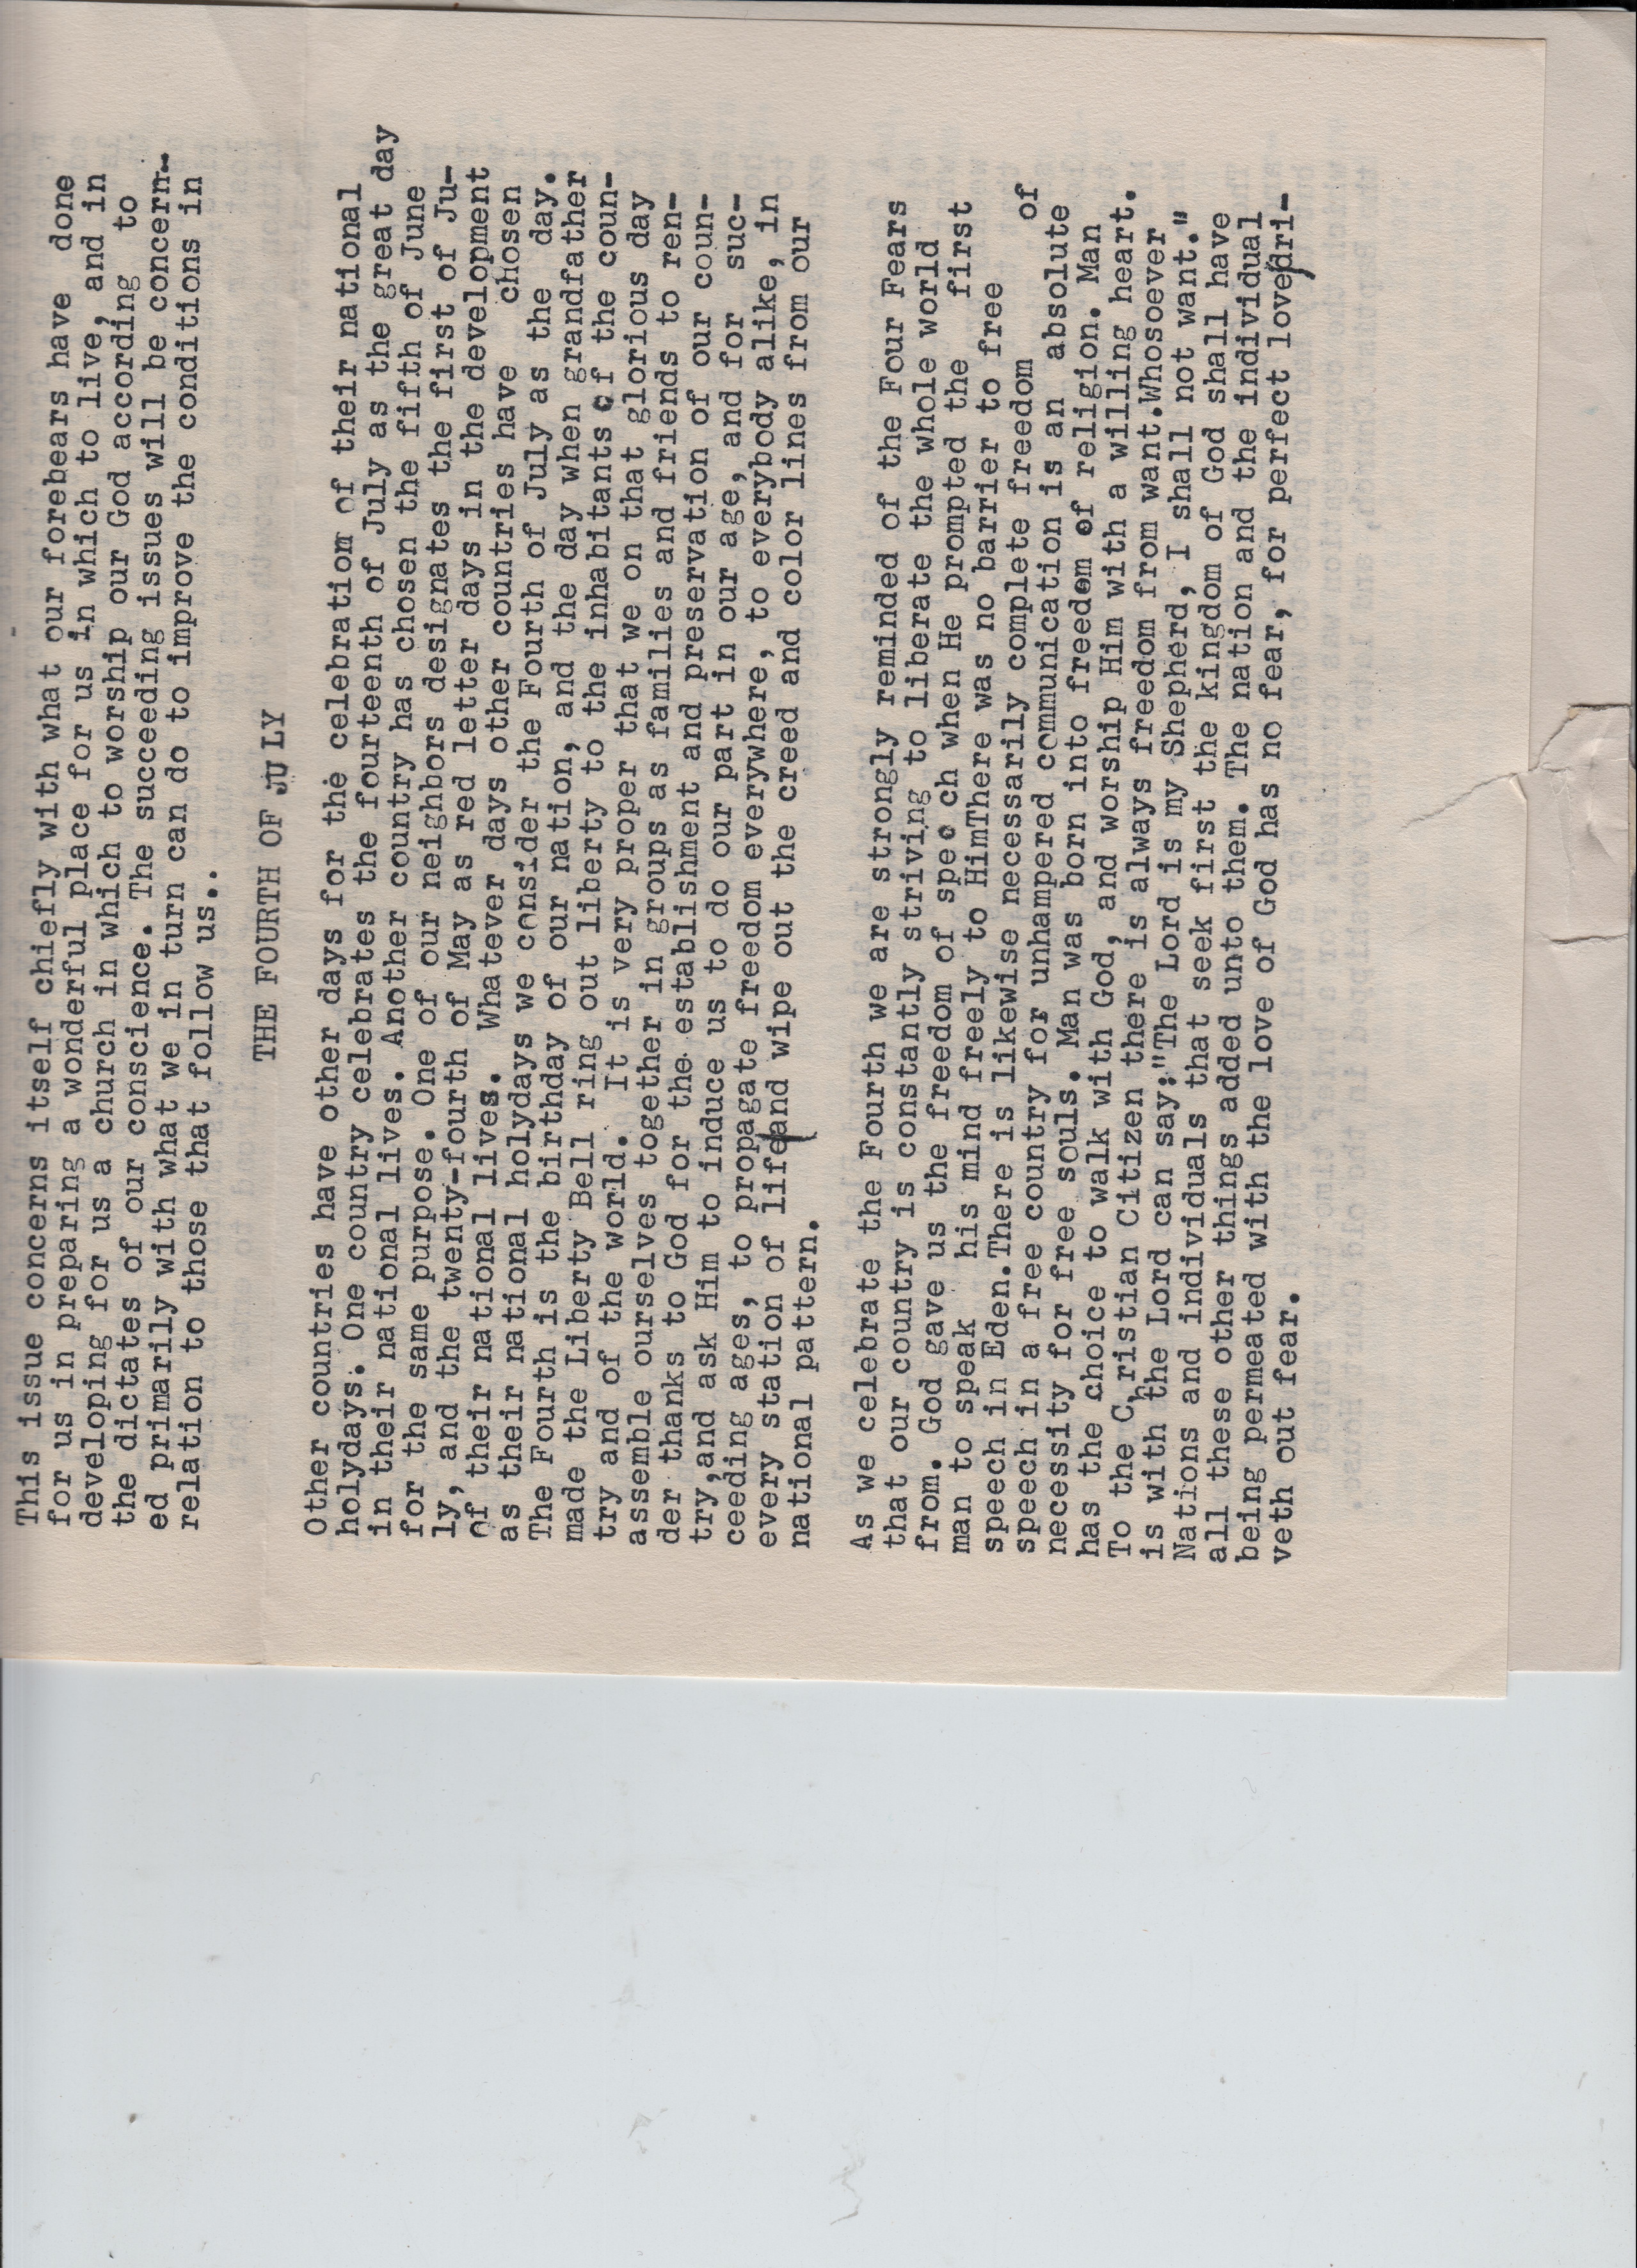 This issue concerns itself chiefly with what our forebears have done
for us in preparing a wonderful place for us in which to live, and in
developing for us a church in which to worship our God according to
the dictates of our conscience. The succeeding issues will be concern-
ed primarily with what we in turn can do to improve the conditions in
relation to those that follow us..
THE FOURTH OF JU LY
Other countries have other days for the celebration of their national
holydays. One country celebrates the fourteenth of July as the great day
in their national lives. Another country has chosen the fifth of June
for the same purpose. One of our neighbors designates the first of Ju-
ly, and the twenty-fourth of May as red letter days in the development
of their national lives. Whatever days other countries have chosen
as their national holydays we consider the Fourth of July as the day.
The Fourth is the birthday of our nation, and the day when grandfather
made the Liberty Bell ring out liberty to the inhabitants of the coun-
try and of the world. It is very proper that we on that glorious day
assemble ourselves together in groups as families and friends to ren-
der thanks to God for the establishment and preservation of our coun-
try,and ask Him to induce us to do our part in our age, and for suc-
ceeding ages, to propagate freedom everywhere, to everybody alike, in
every station of life and wipe out the creed and color lines from our
national pattern.
As we celebrate the Fourth we are strongly reminded of the Four Fears
that our country is constantly striving to liberate the whole world
from. God gave us the freedom of spee ch when He prompted the first
man to speak his mind freely to HimThere was no barrier to free
speech in Eden.There is likewise necessarily complete freedom of
speech in a free country for unhampered communication is an absolute
necessity for free souls. Man was born into freedom of religion. Man
has the choice to walk with God, and worship Him with a willing heart.
To the Christian Citizen there is always freedom from want.Whosoever
is with the Lord can say:"The Lord is my Shepherd, I shall not want."
Nations and individuals that seek first the kingdom of God shall have
all these other things added unto them. The nation and the individual
being permeated with the love of God has no fear, for perfect love dri-
veth out fear.